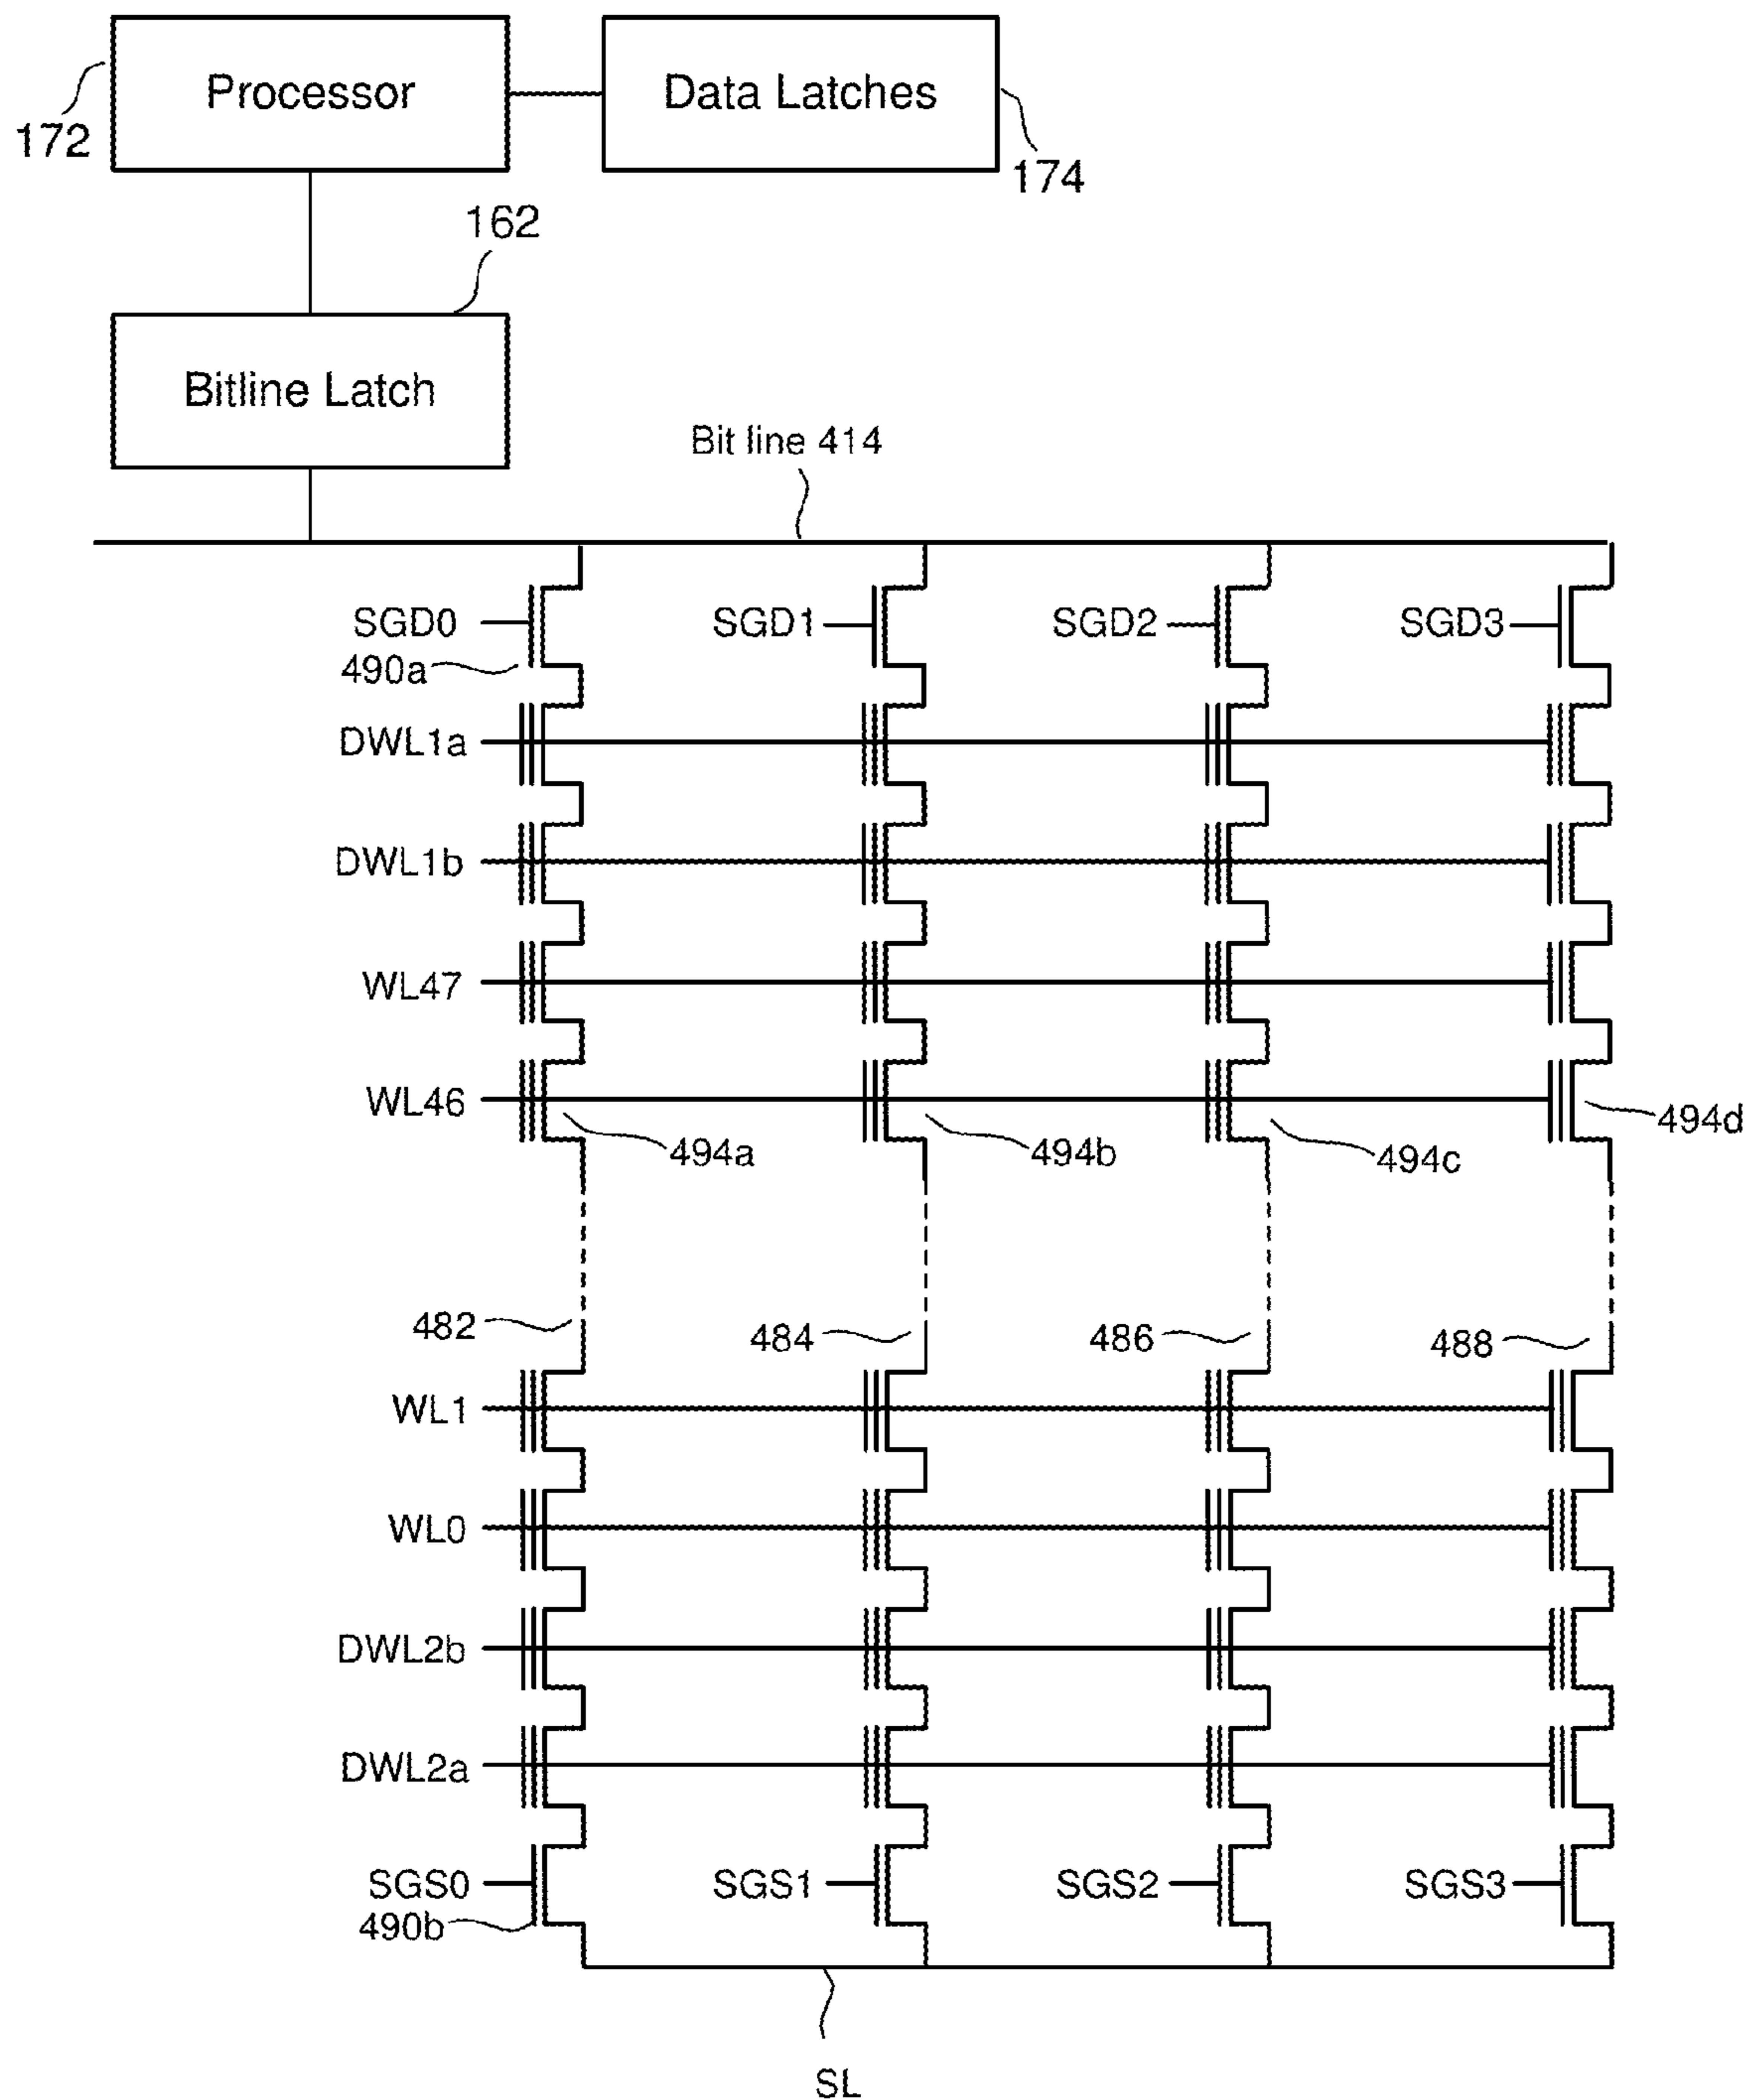 Processor
Data Latches
172
174
162
Bitline Latch
Bit line 414
SGD0
SGD1
SGD2
SGD3
490a
DWL1a
DWL1b
WL47
WL46
494a
494b
494c
494d
482
484
486
488
WL1
WL0
DWL2b
DWL2a
SGS0
SGS1
SGS2
SGS3
490b
SL